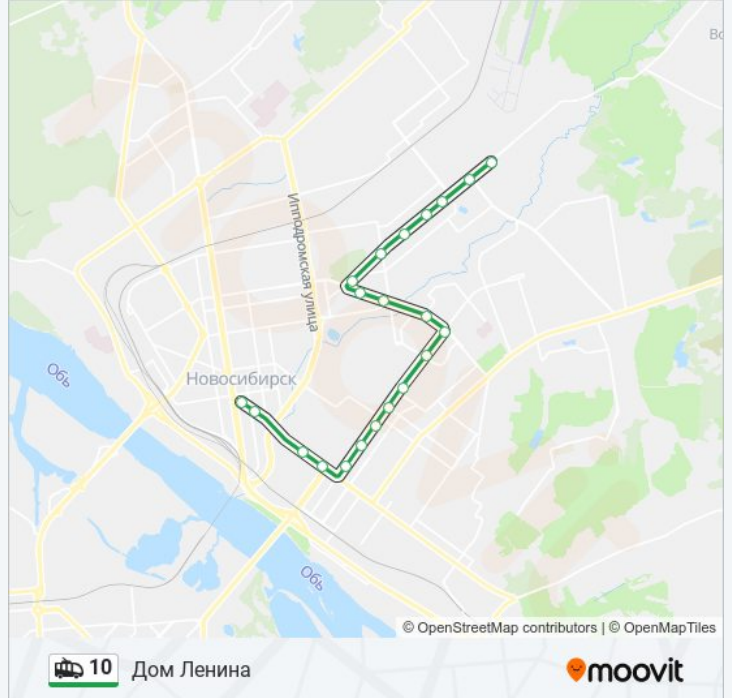 Во
Ипподромская улица
Обь
Новосибирск
Обь
© OpenStreetMap contributors | © OpenMapTiles
10 Дом Ленина
moovit